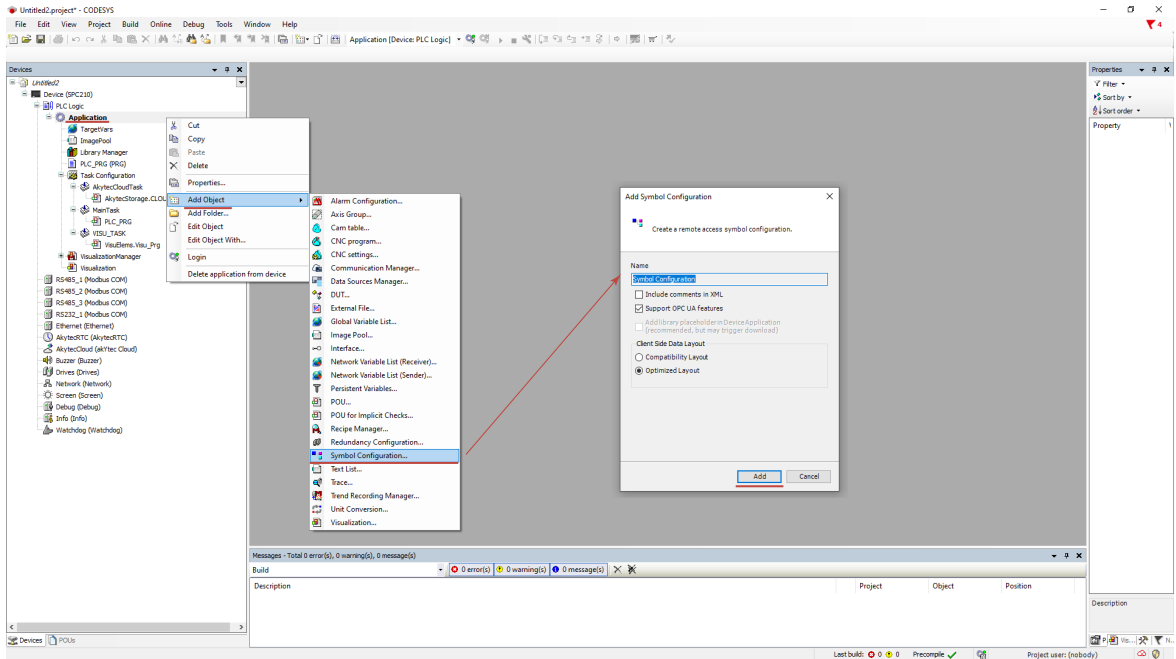 Untitled2.project* - CODESYS
File Edit View Project Build Online Debug Tools Window Help
4
Application [Device: PLC Logic]
Devices
Untitled2
Device (SPC210)
PLC Logic
Application
TargetVars
ImagePool
Library Manager
PLC_PRG (PRG)
Task Configuration
AkytecCloudTask
AkytecStorage.CLOU
MainTask
PLC_PRG
VISU_TASK
VisuElems.Visu_Prg
VisualizationManager
Visualization
RS485_1 (Modbus COM)
RS485_2 (Modbus COM)
RS485_3 (Modbus COM)
RS232_1 (Modbus COM)
Ethernet (Ethernet)
AkytecRTC (AkytecRTC)
AkytecCloud (akYtec Cloud)
Buzzer (Buzzer)
Drives (Drives)
Network (Network)
Screen (Screen)
Debug (Debug)
Info (Info)
Watchdog (Watchdog)
Devices POUs
Cut
Copy
Paste
Delete
Properties...
Add Object
Add Folder...
Edit Object
Edit Object With...
Login
Delete application from device
Alarm Configuration...
Axis Group...
Cam table...
CNC program...
CNC settings...
Communication Manager...
Data Sources Manager...
DUT...
External File...
Global Variable List...
Image Pool...
Interface...
Network Variable List (Receiver)...
Network Variable List (Sender)...
Persistent Variables...
POU...
POU for Implicit Checks...
Recipe Manager...
Redundancy Configuration...
Symbol Configuration...
Text List...
Trace...
Trend Recording Manager...
Unit Conversion...
Visualization...
Add Symbol Configuration
Create a remote access symbol configuration.
Name
Symbol Configuration
Include comments in XML
Support OPC UA features
Add library placeholder in Device Application
(recommended, but may trigger download)
Client Side Data Layout
Compatibility Layout
Optimized Layout
Add Cancel
Properties
Filter
Sort by
Sort order
Property
Description
Messages - Total 0 error(s), 0 warning(s), 0 message(s)
Build 0 error(s) 0 warning(s) 0 message(s)
Description Project Object Position
P... Vis... N...
Last build: 0 0 Precompile Project user: (nobody)